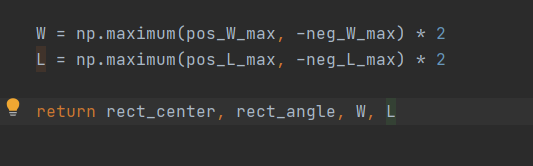 W = np.maximum(pos_W_max, -neg_W_max) * 2
L = np.maximum(pos_L_max, -neg_L_max) * 2
return rect_center, rect_angle, W, L